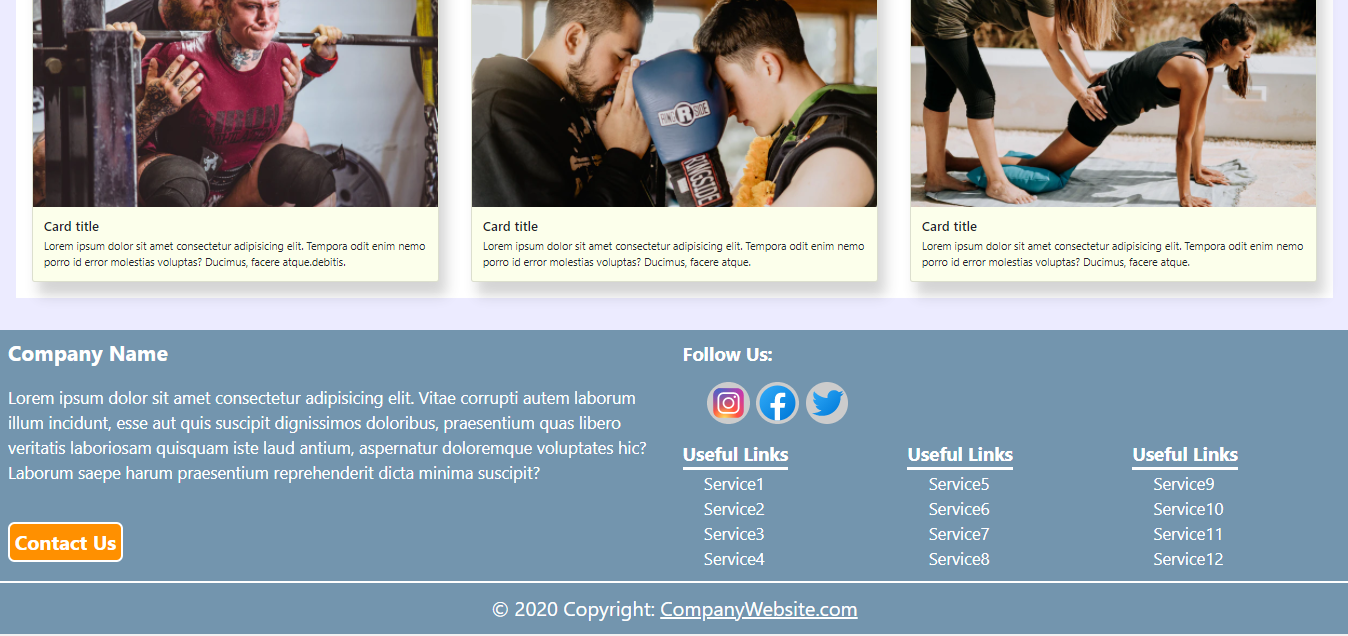 RINGSIDE
R
RINGSIDE
Card title
Lorem ipsum dolor sit amet consectetur adipisicing elit. Tempora odit enim nemo
porro id error molestias voluptas? Ducimus, facere atque.debitis.
Card title
Lorem ipsum dolor sit amet consectetur adipisicing elit. Tempora odit enim nemo
porro id error molestias voluptas? Ducimus, facere atque.
Card title
Lorem ipsum dolor sit amet consectetur adipisicing elit. Tempora odit enim nemo
porro id error molestias voluptas? Ducimus, facere atque.
Company Name
Lorem ipsum dolor sit amet consectetur adipisicing elit. Vitae corrupti autem laborum
illum incidunt, esse aut quis suscipit dignissimos doloribus, praesentium quas libero
veritatis laboriosam quisquam iste laud antium, aspernatur doloremque voluptates hic?
Laborum saepe harum praesentium reprehenderit dicta minima suscipit?
Contact Us
Follow Us:
Useful Links
Service1
Service2
Service3
Service4
Useful Links
Service5
Service6
Service7
Service8
Useful Links
Service9
Service10
Service11
Service12
© 2020 Copyright: CompanyWebsite.com